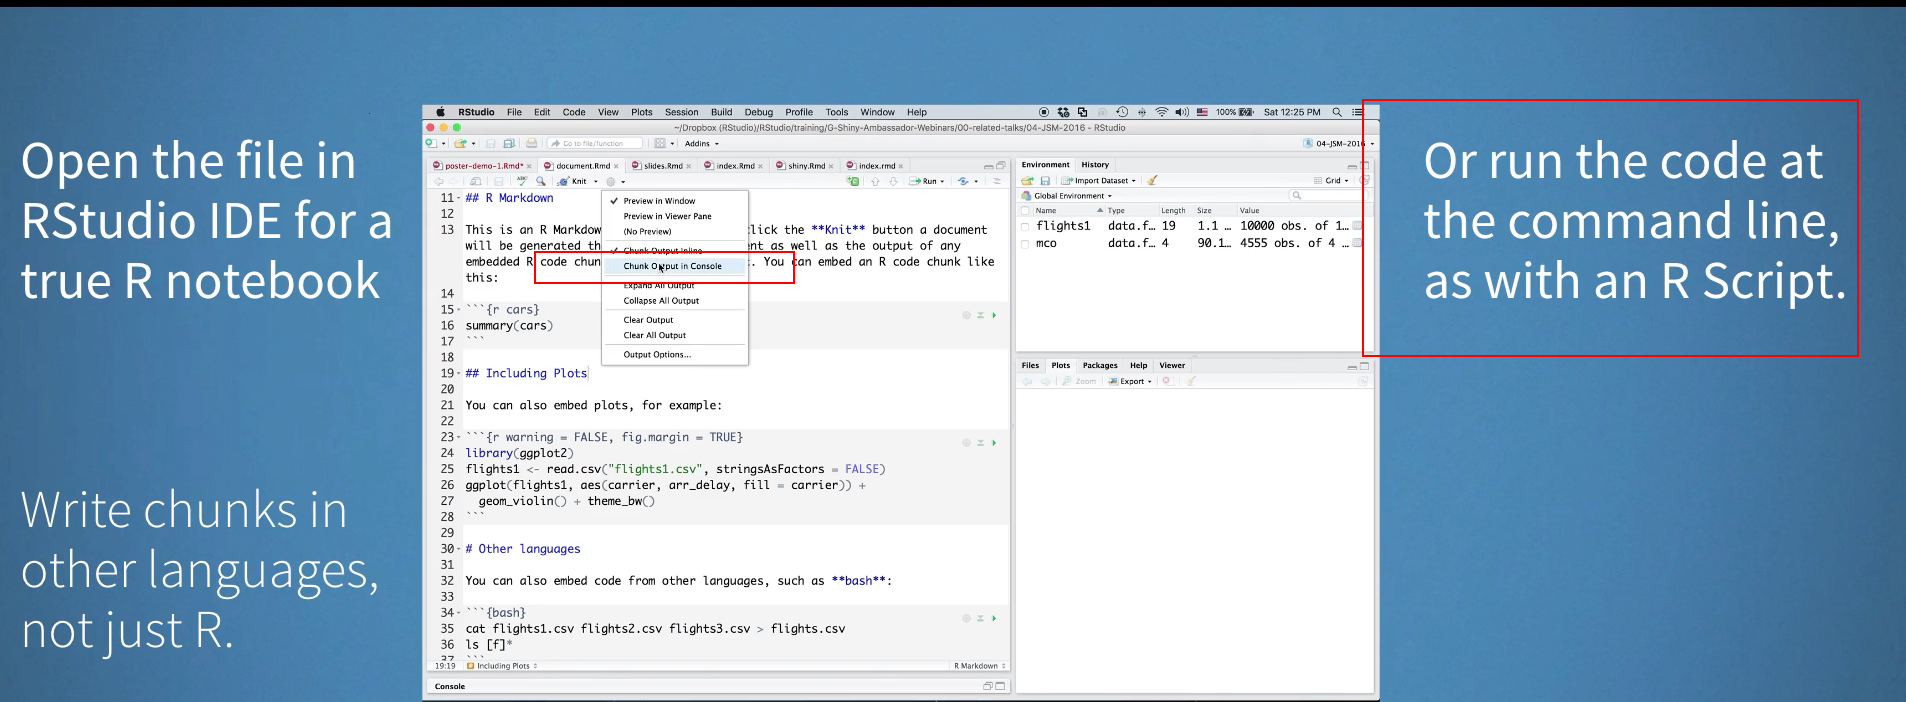 Open the file in
RStudio IDE for a
true R notebook
Write chunks in
other languages,
not just R.
RStudio File Edit Code View Plots Session Build Debug Profile Tools Window Help
100% Sat 12:25 PM
~/Dropbox (RStudio)/RStudio/training/G-Shiny-Ambassador-Webinars/00-related-talks/04-JSM-2016 - RStudio
Go to file/function Addins 04-JSM-2016
poster-demo-1.Rmd* document.Rmd slides.Rmd index.Rmd shiny.Rmd index.rmd
ABC Knit Run
11 ## R Markdown
12
13 This is an R Markdow lick the **Knit** button a document
will be generated th nt as well as the output of any
embedded R code chun . You can embed an R code chunk like
this:
14
15 ```{r cars}
16 summary(cars)
17 ```
18
19 ## Including Plots
20
21 You can also embed plots, for example:
22
23 ```{r warning = FALSE, fig.margin = TRUE}
24 library(ggplot2)
25 flights1 <- read.csv("flights1.csv", stringsAsFactors = FALSE)
26 ggplot(flights1, aes(carrier, arr_delay, fill = carrier)) +
27 geom_violin() + theme_bw()
28 ```
29
30 # Other languages
31
32 You can also embed code from other languages, such as **bash**:
33
34 ```{bash}
35 cat flights1.csv flights2.csv flights3.csv > flights.csv
36 ls [f]*
37 ```
19:19 Including Plots R Markdown
Console
Preview in Window
Preview in Viewer Pane
(No Preview)
Chunk Output Inline
Chunk Output in Console
Expand All Output
Collapse All Output
Clear Output
Clear All Output
Output Options...
Environment History
Import Dataset Grid
Global Environment
Name Type Length Size Value
flights1 data.f… 19 1.1 … 10000 obs. of 1…
mco data.f… 4 90.1… 4555 obs. of 4 …
Files Plots Packages Help Viewer
Zoom Export
Or run the code at
the command line,
as with an R Script.